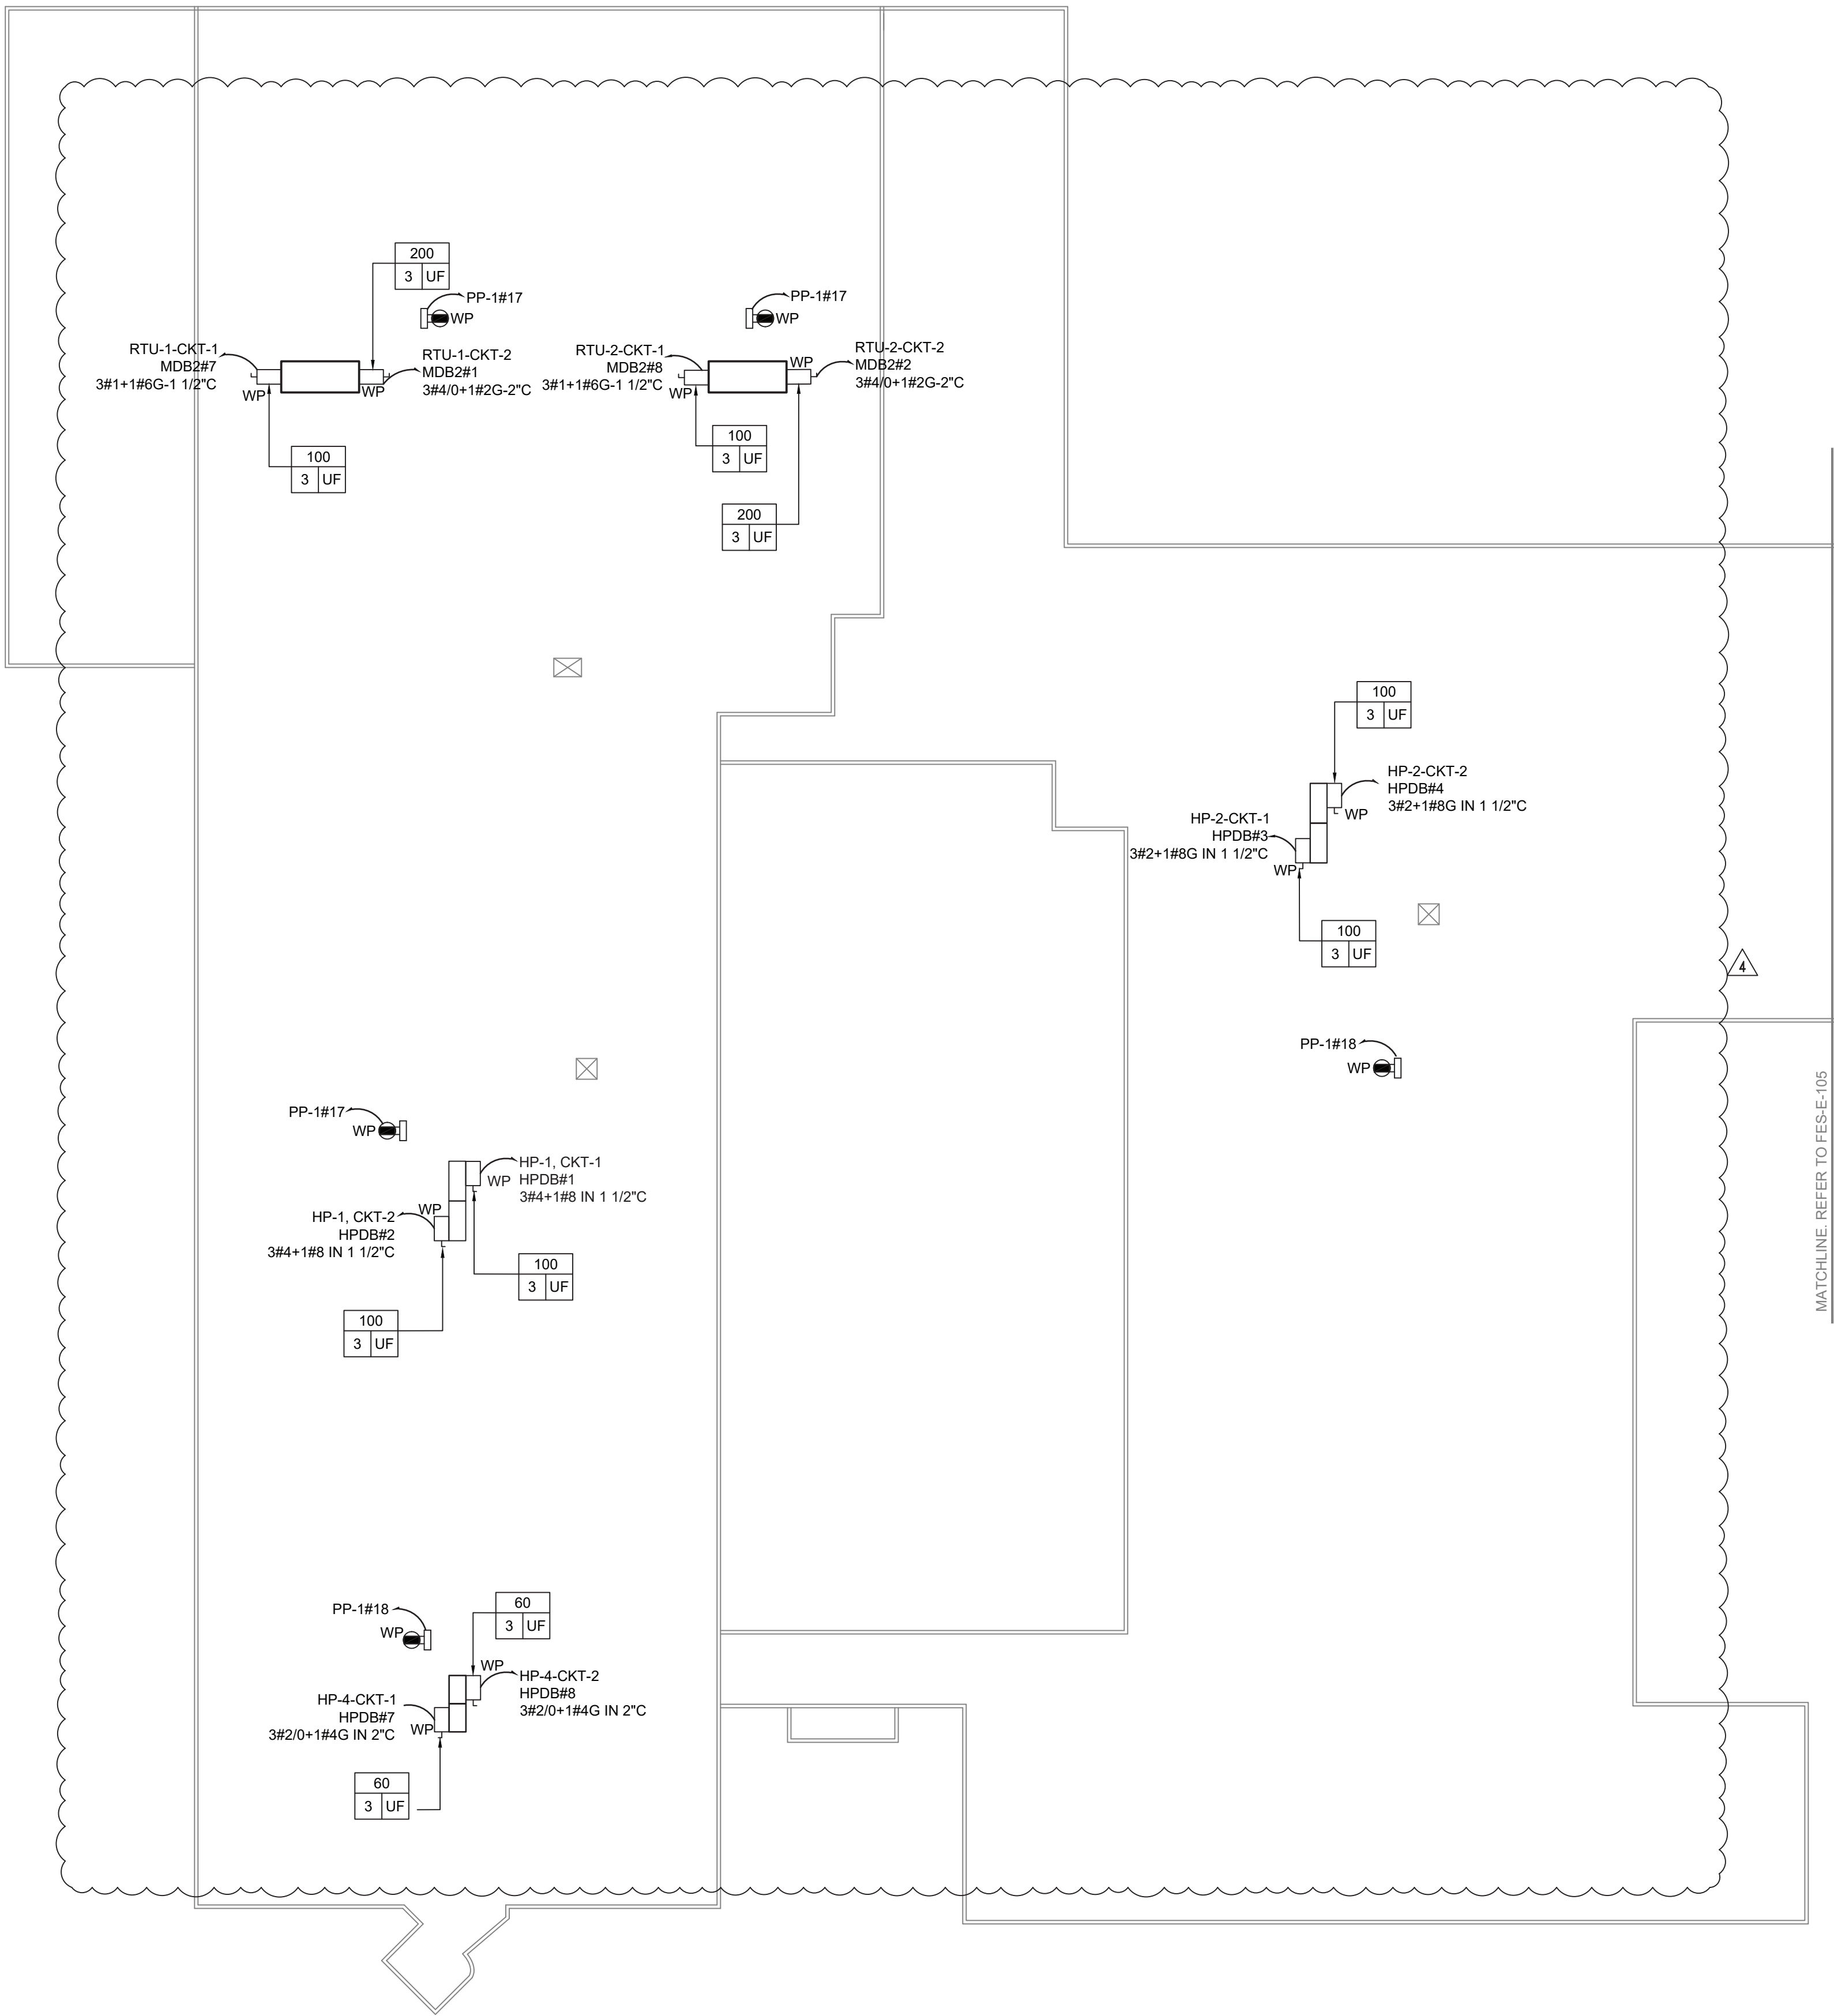 200
3 UF
PP-1#17
WP
RTU-1-CKT-1
MDB2#7
3#1+1#6G-1 1/2"C
WP
WP
RTU-1-CKT-2
MDB2#1
3#4/0+1#2G-2"C
100
3 UF
PP-1#17
WP
RTU-2-CKT-1
MDB2#8
3#1+1#6G-1 1/2"C
WP
WP
RTU-2-CKT-2
MDB2#2
3#4/0+1#2G-2"C
100
3 UF
200
3 UF
100
3 UF
HP-2-CKT-2
HPDB#4
3#2+1#8G IN 1 1/2"C
WP
HP-2-CKT-1
HPDB#3
3#2+1#8G IN 1 1/2"C
WP
100
3 UF
4
PP-1#18
WP
MATCHLINE. REFER TO FES-E-105
PP-1#17
WP
HP-1, CKT-1
HPDB#1
3#4+1#8 IN 1 1/2"C
WP
WP
HP-1, CKT-2
HPDB#2
3#4+1#8 IN 1 1/2"C
100
3 UF
100
3 UF
60
3 UF
PP-1#18
WP
WP
HP-4-CKT-2
HPDB#8
3#2/0+1#4G IN 2"C
HP-4-CKT-1
HPDB#7
3#2/0+1#4G IN 2"C
WP
60
3 UF